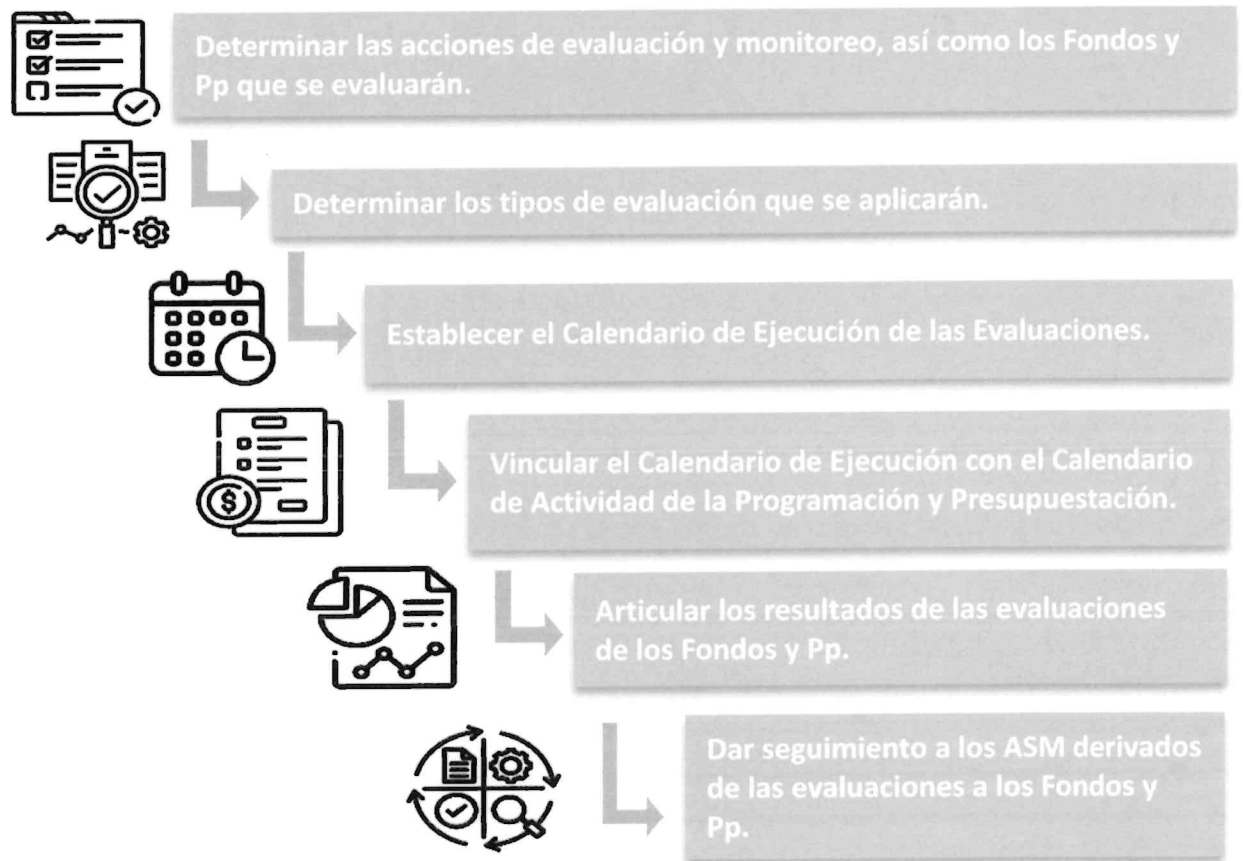 Determinar las acciones de evaluación y monitoreo, así como los Fondos y
Pp que se evaluarán.
Determinar los tipos de evaluación que se aplicarán.
Establecer el Calendario de Ejecución de las Evaluaciones.
Vincular el Calendario de Ejecución con el Calendario
de Actividad de la Programación y Presupuestación.
$
Articular los resultados de las evaluaciones
de los Fondos y Pp.
Dar seguimiento a los ASM derivados
de las evaluaciones a los Fondos y
Pp.